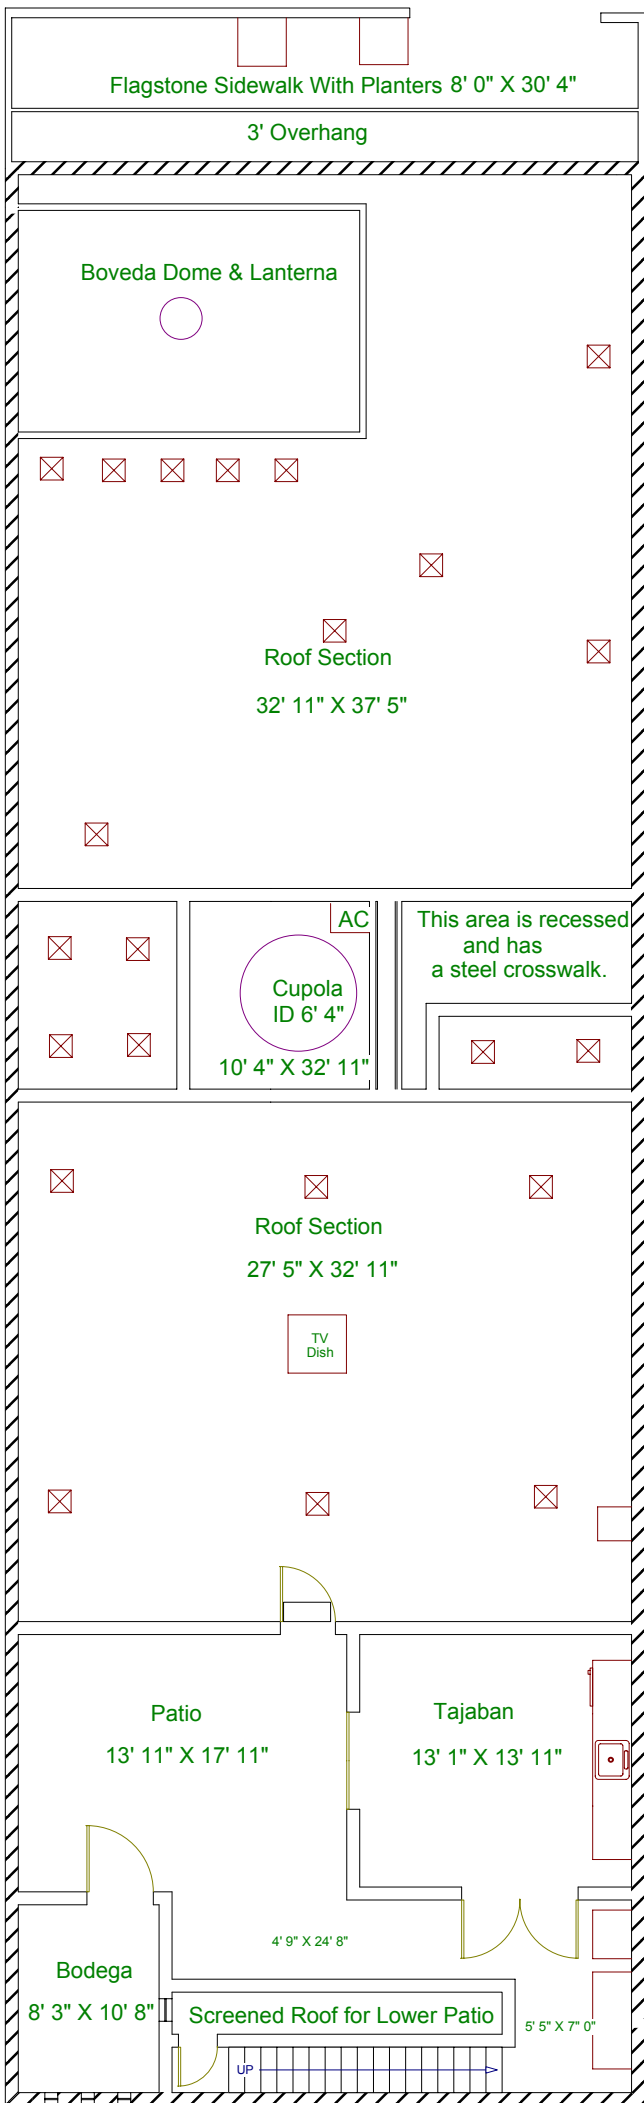 Flagstone Sidewalk With Planters 8' 0" X 30' 4"
3' Overhang
Boveda Dome & Lanterna
Roof Section
32' 11" X 37' 5"
AC
Cupola
ID 6' 4"
10' 4" X 32' 11"
This area is recessed
and has
a steel crosswalk.
Roof Section
27' 5" X 32' 11"
TV
Dish
Patio
13' 11" X 17' 11"
Tajaban
13' 1" X 13' 11"
4' 9" X 24' 8"
Bodega
8' 3" X 10' 8"
Screened Roof for Lower Patio
5' 5" X 7" 0"
UP